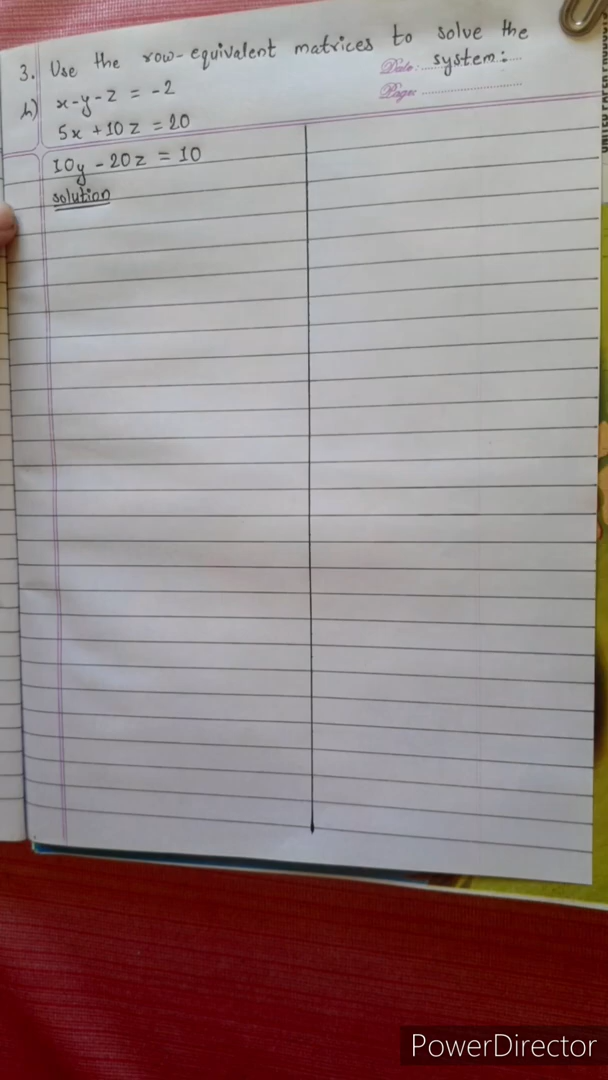 3. Use the row-equivalent matrices to solve the
Date:.......system:....
Page: ..........................
h) x-y-z = -2
5x +10z = 20
10y - 20z = 10
solution
PowerDirector